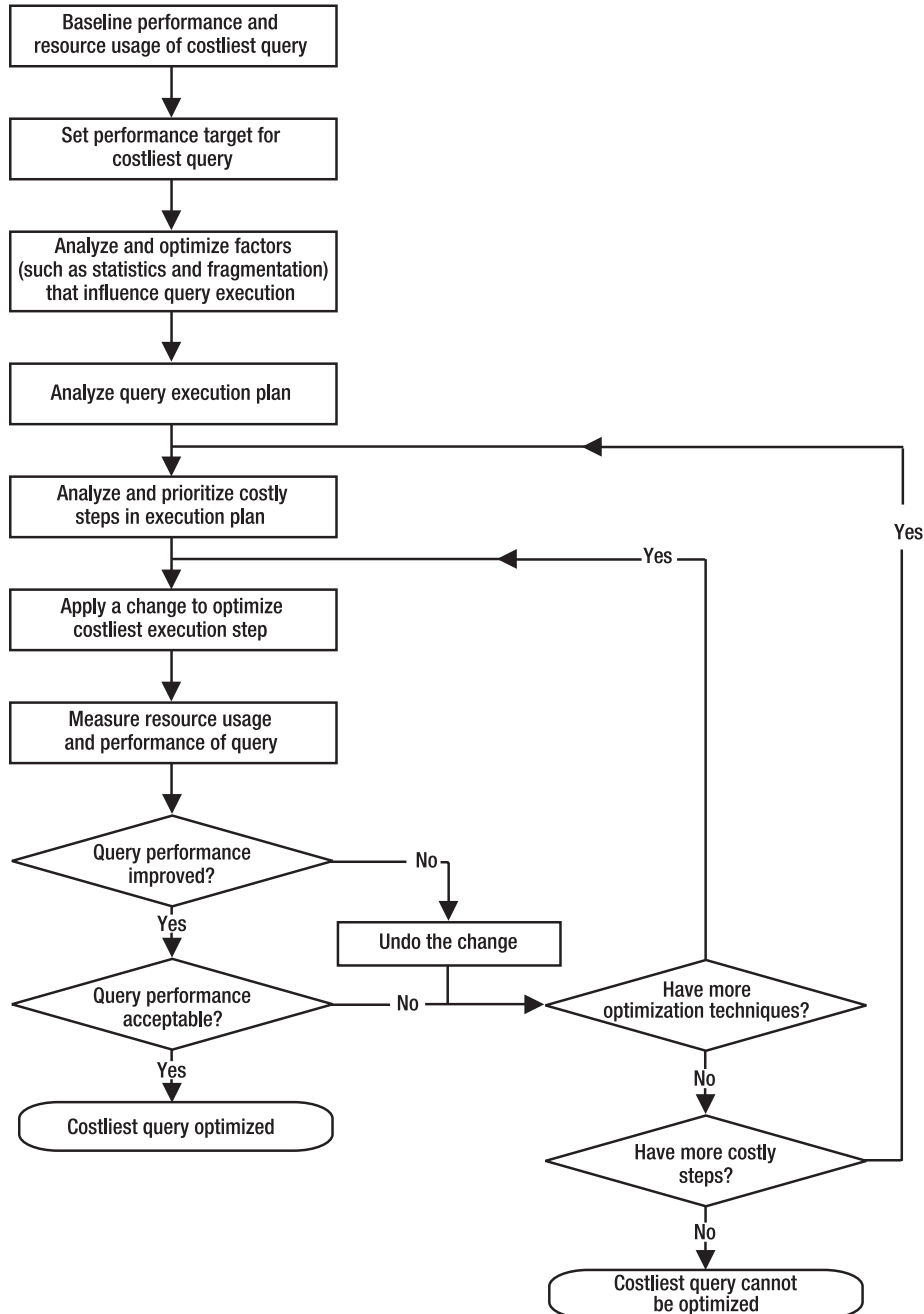 Baseline performance and
resource usage of costliest query
Set performance target for
costliest query
Analyze and optimize factors
(such as statistics and fragmentation)
that influence query execution
Analyze query execution plan
Analyze and prioritize costly
steps in execution plan
Yes
Yes
Apply a change to optimize
costliest execution step
Measure resource usage
and performance of query
Query performance
improved?
No
Yes
Undo the change
Query performance
acceptable?
No
Have more
optimization techniques?
Yes
No
Costliest query optimized
Have more costly
steps?
No
Costliest query cannot
be optimized